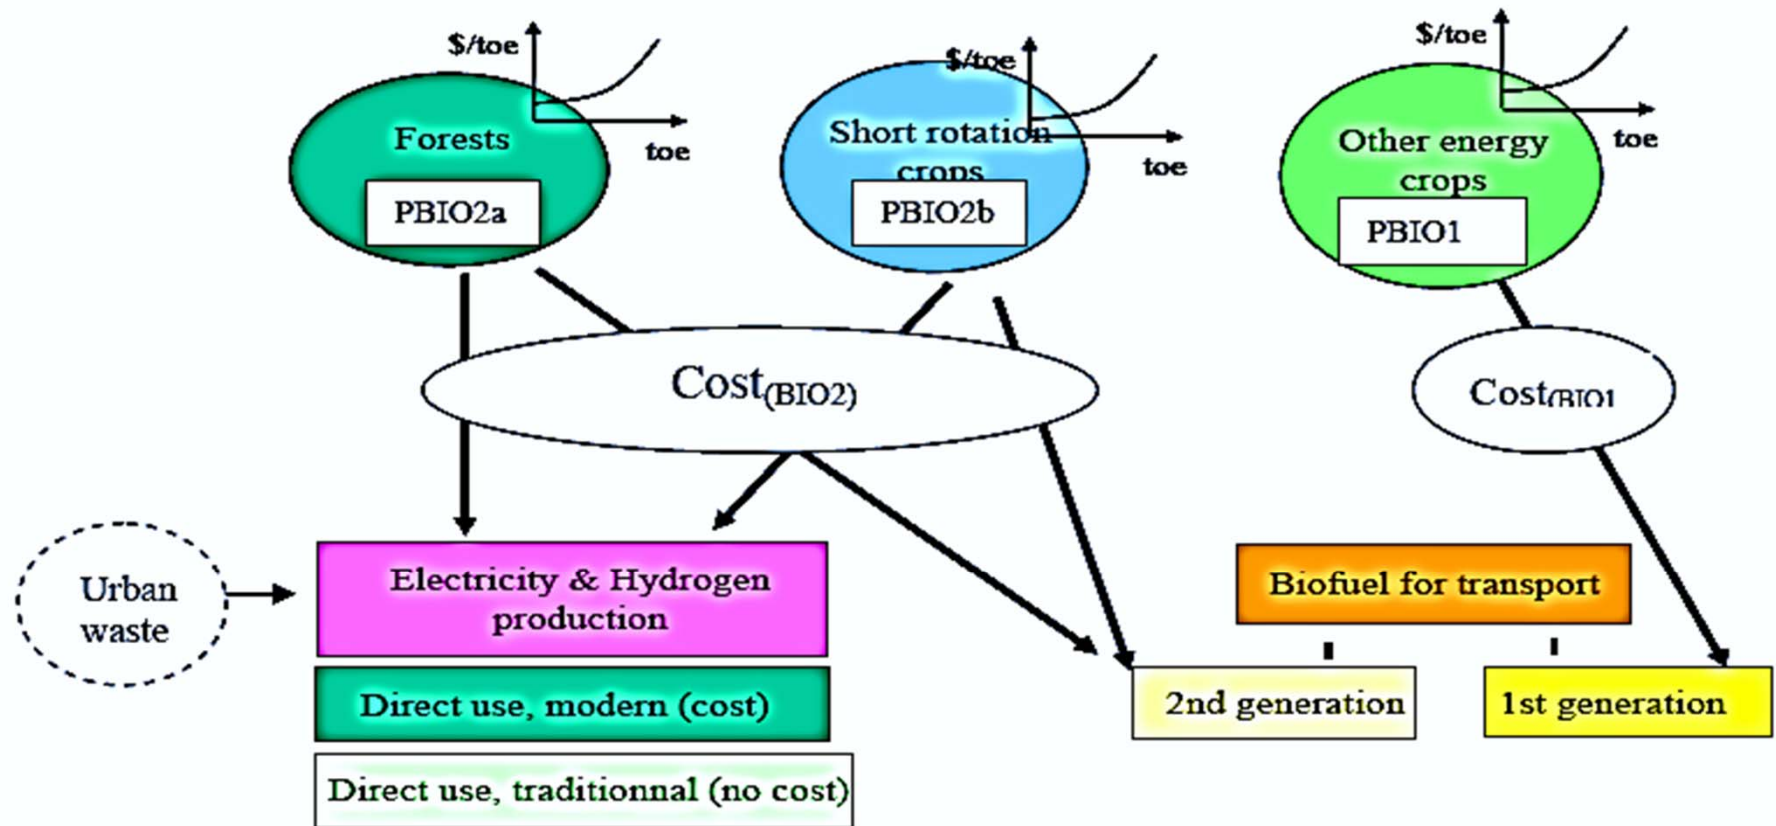 $/toe
$/toe
$/toe
Forests
toe
Short rotation
crops
toe
Other energy
crops
toe
PBIO2a
PBIO2b
PBIO1
Cost(BIO2)
Cost(BIO1
Urban
waste
Electricity & Hydrogen
production
Biofuel for transport
Direct use, modern (cost)
2nd generation
1st generation
Direct use, traditionnal (no cost)